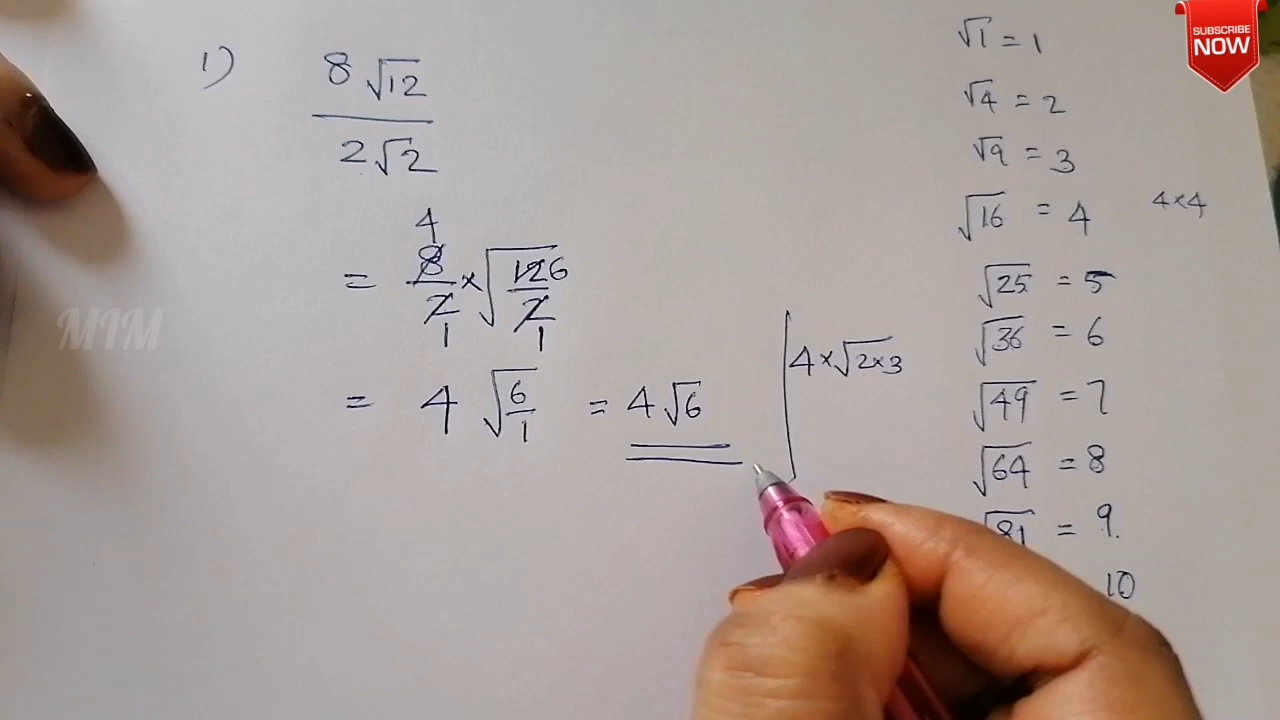 1) 8√12
2√2
4
= 8/2 × √12/2 6
1 1
= 4 √6/1 = 4√6
4×√2×3
√1 = 1
√4 = 2
√9 = 3
√16 = 4 4×4
√25 = 5
√36 = 6
√49 = 7
√64 = 8
√81 = 9.
10
MIM
SUBSCRIBE
NOW